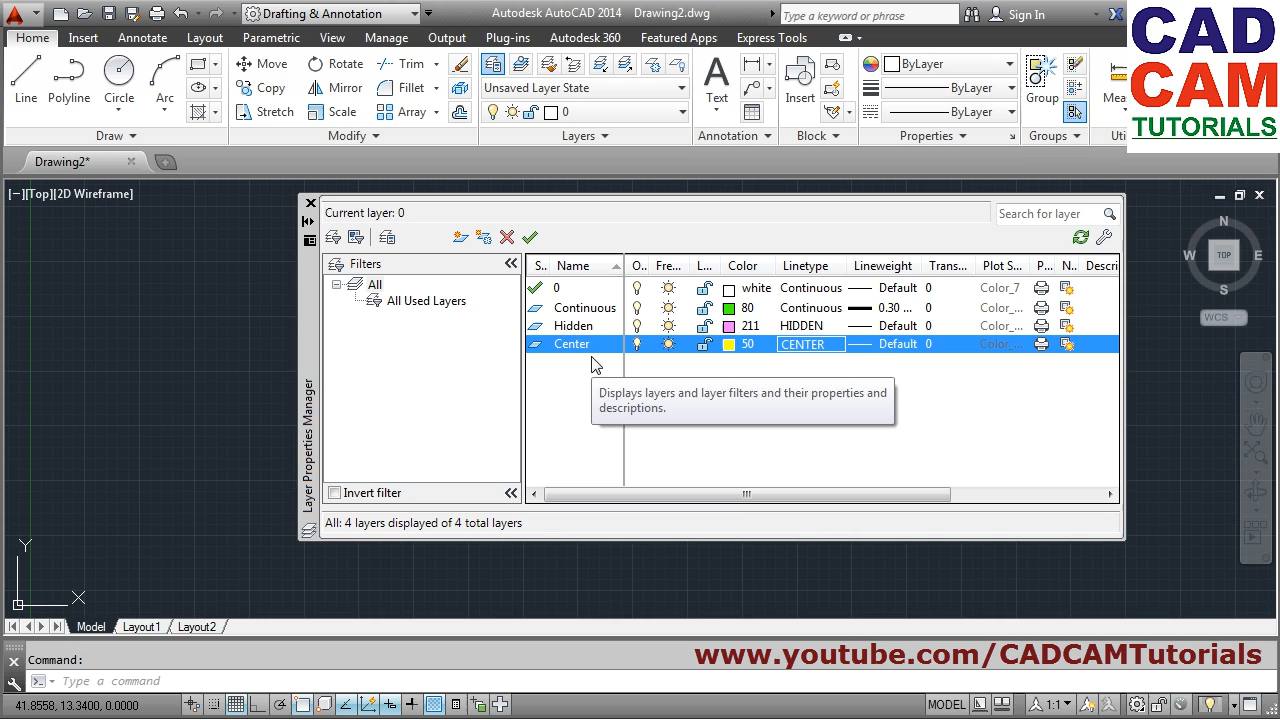 Drafting & Annotation
Autodesk AutoCAD 2014 Drawing2.dwg
Type a keyword or phrase
Sign In
CAD
CAM
TUTORIALS
Home Insert Annotate Layout Parametric View Manage Output Plug-ins Autodesk 360 Featured Apps Express Tools
Line Polyline Circle Arc
Move Rotate Trim
Copy Mirror Fillet
Stretch Scale Array
Unsaved Layer State
0
Text
Insert
ByLayer
ByLayer
ByLayer
Group
Draw Modify Layers Annotation Block Properties Groups
Drawing2*
[−][Top][2D Wireframe]
N
W TOP E
S
WCS
Current layer: 0
Search for layer
Filters
All
All Used Layers
S.. Name O. Fre... L... Color Linetype Lineweight Trans... Plot S... P... N.. Descri
0 white Continuous Default 0 Color_7
Continuous 80 Continuous 0.30 ... 0 Color_...
Hidden 211 HIDDEN Default 0 Color_...
Center 50 CENTER Default 0 Color_...
Displays layers and layer filters and their properties and
descriptions.
Invert filter
Layer Properties Manager
All: 4 layers displayed of 4 total layers
Y
X
Model Layout1 Layout2
Command:
www.youtube.com/CADCAMTutorials
Type a command
41.8558, 13.3400, 0.0000
MODEL
1:1